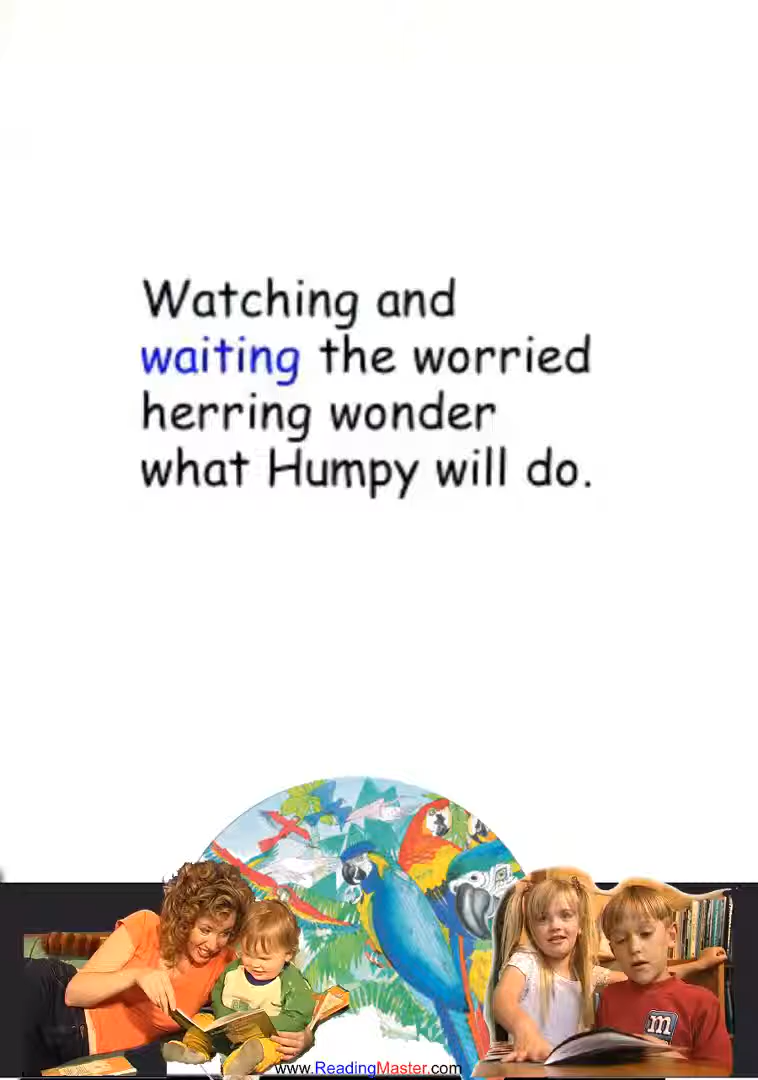 Watching and
waiting the worried
herring wonder
what Humpy will do.
m
www.ReadingMaster.com